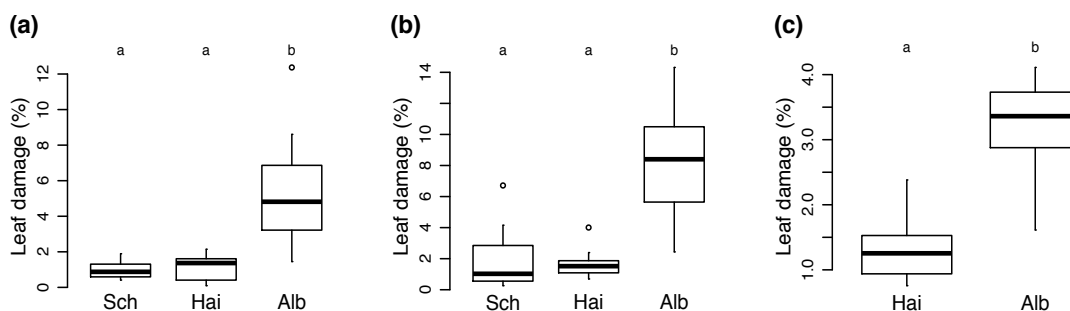 (a)
a a b
Leaf damage (%)
0 2 4 6 8 10 12
Sch Hai Alb
(b)
a a b
Leaf damage (%)
0 2 4 6 8 10 14
Sch Hai Alb
(c)
a b
Leaf damage (%)
1.0 2.0 3.0 4.0
Hai Alb